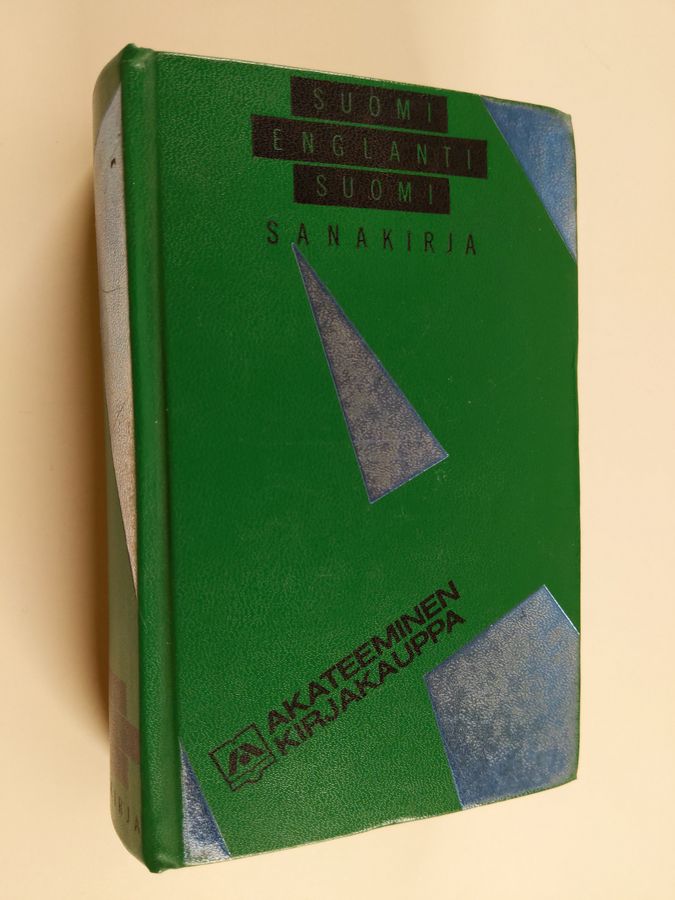 SUOMI
ENGLANTI
SUOMI
SANAKIRJA
AKATEEMINEN
KIRJAKAUPPA